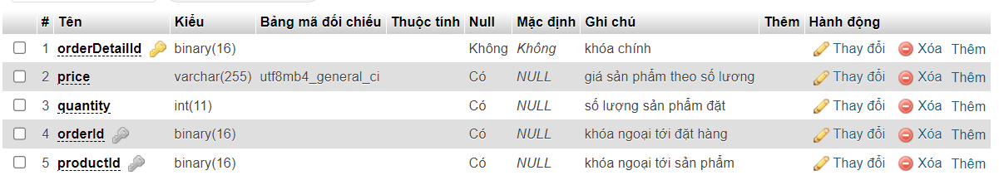 # Tên Kiểu Bảng mã đối chiếu Thuộc tính Null Mặc định Ghi chú Thêm Hành động
1 orderDetailId binary(16) Không Không khóa chính Thay đổi Xóa Thêm
2 price varchar(255) utf8mb4_general_ci Có NULL giá sản phẩm theo số lương Thay đổi Xóa Thêm
3 quantity int(11) Có NULL số lượng sản phẩm đặt Thay đổi Xóa Thêm
4 orderId binary(16) Có NULL khóa ngoại tới đặt hàng Thay đổi Xóa Thêm
5 productId binary(16) Có NULL khóa ngoại tới sản phẩm Thay đổi Xóa Thêm